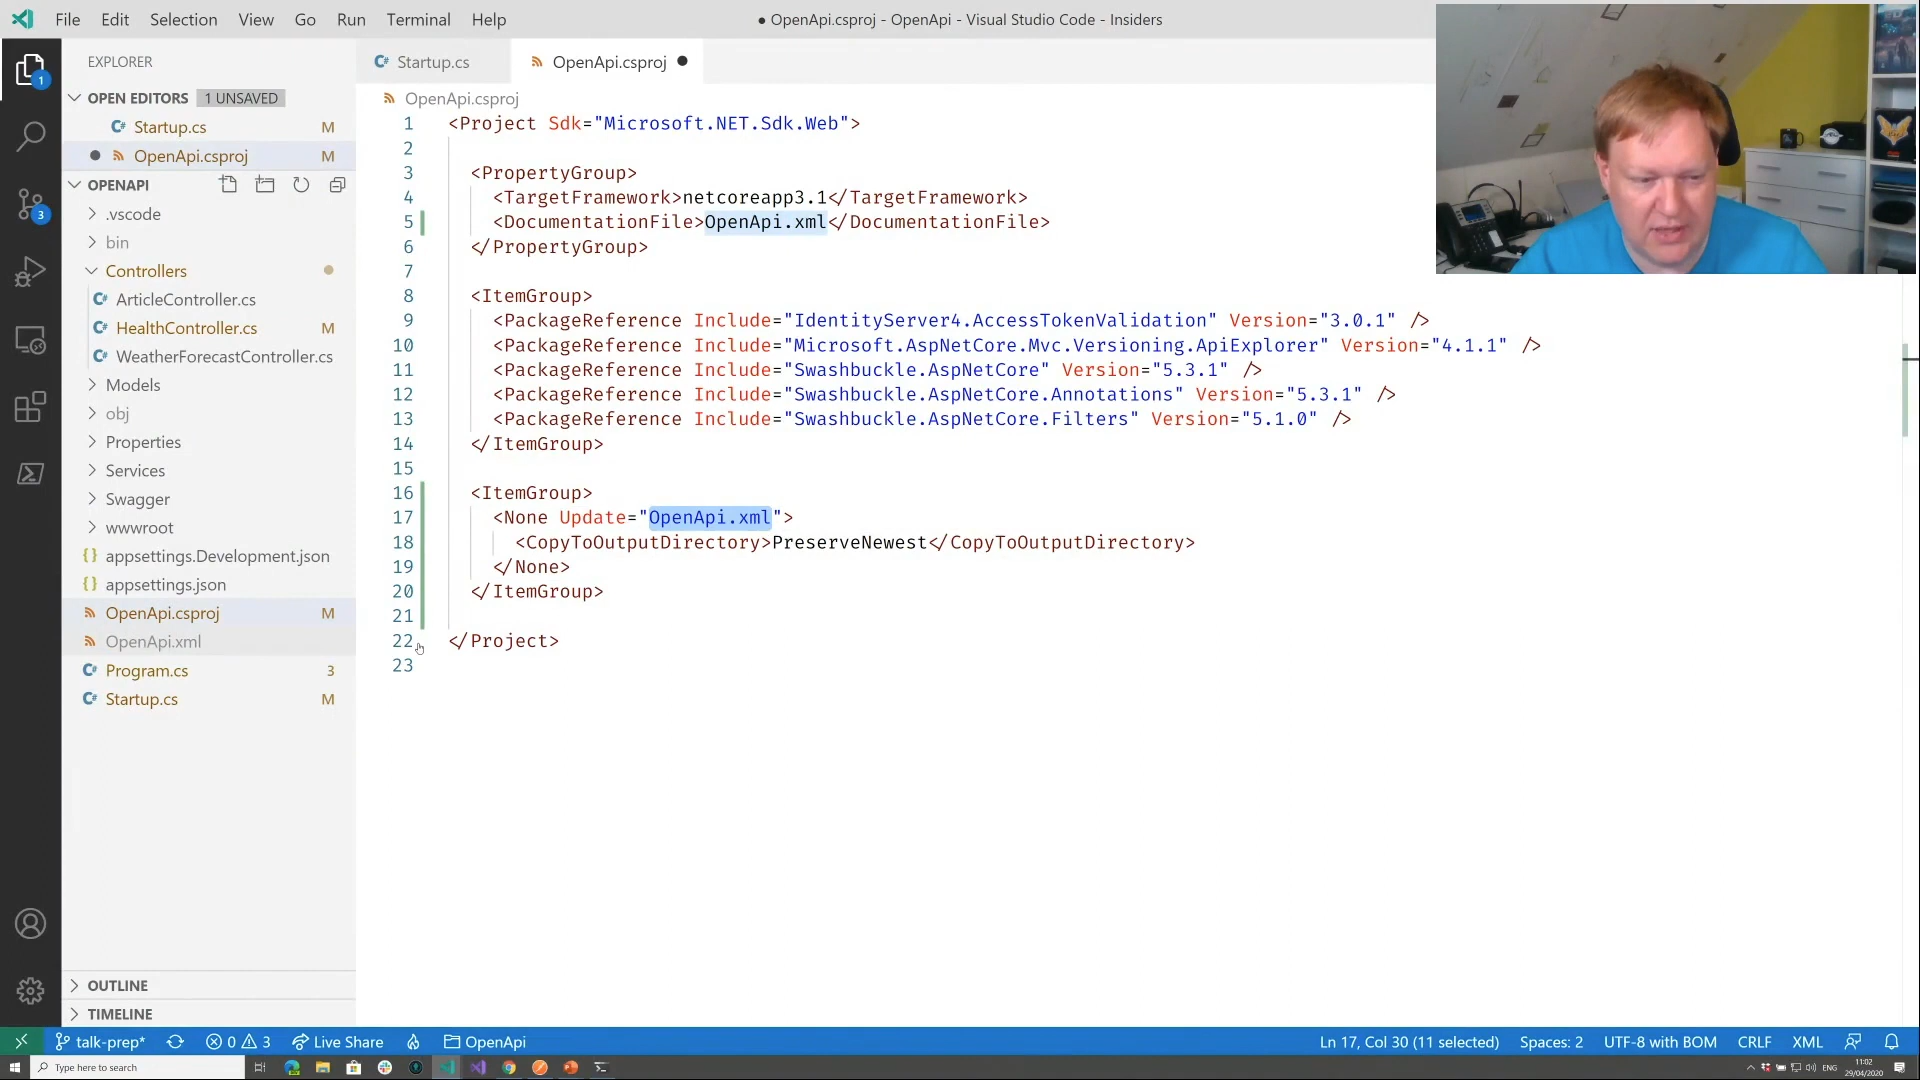 File Edit Selection View Go Run Terminal Help
● OpenApi.csproj - OpenApi - Visual Studio Code - Insiders
EXPLORER
OPEN EDITORS 1 UNSAVED
Startup.cs M
OpenApi.csproj M
OPENAPI
.vscode
bin
Controllers
ArticleController.cs
HealthController.cs M
WeatherForecastController.cs
Models
obj
Properties
Services
Swagger
wwwroot
appsettings.Development.json
appsettings.json
OpenApi.csproj M
OpenApi.xml
Program.cs 3
Startup.cs M
OUTLINE
TIMELINE
1
3
Startup.cs OpenApi.csproj
OpenApi.csproj
1 <Project Sdk="Microsoft.NET.Sdk.Web">
2
3 <PropertyGroup>
4 <TargetFramework>netcoreapp3.1</TargetFramework>
5 <DocumentationFile>OpenApi.xml</DocumentationFile>
6 </PropertyGroup>
7
8 <ItemGroup>
9 <PackageReference Include="IdentityServer4.AccessTokenValidation" Version="3.0.1" />
10 <PackageReference Include="Microsoft.AspNetCore.Mvc.Versioning.ApiExplorer" Version="4.1.1" />
11 <PackageReference Include="Swashbuckle.AspNetCore" Version="5.3.1" />
12 <PackageReference Include="Swashbuckle.AspNetCore.Annotations" Version="5.3.1" />
13 <PackageReference Include="Swashbuckle.AspNetCore.Filters" Version="5.1.0" />
14 </ItemGroup>
15
16 <ItemGroup>
17 <None Update="OpenApi.xml">
18 <CopyToOutputDirectory>PreserveNewest</CopyToOutputDirectory>
19 </None>
20 </ItemGroup>
21
22 </Project>
23
talk-prep* 0 3 Live Share OpenApi Ln 17, Col 30 (11 selected) Spaces: 2 UTF-8 with BOM CRLF XML
Type here to search ENG 11:02
29/04/2020